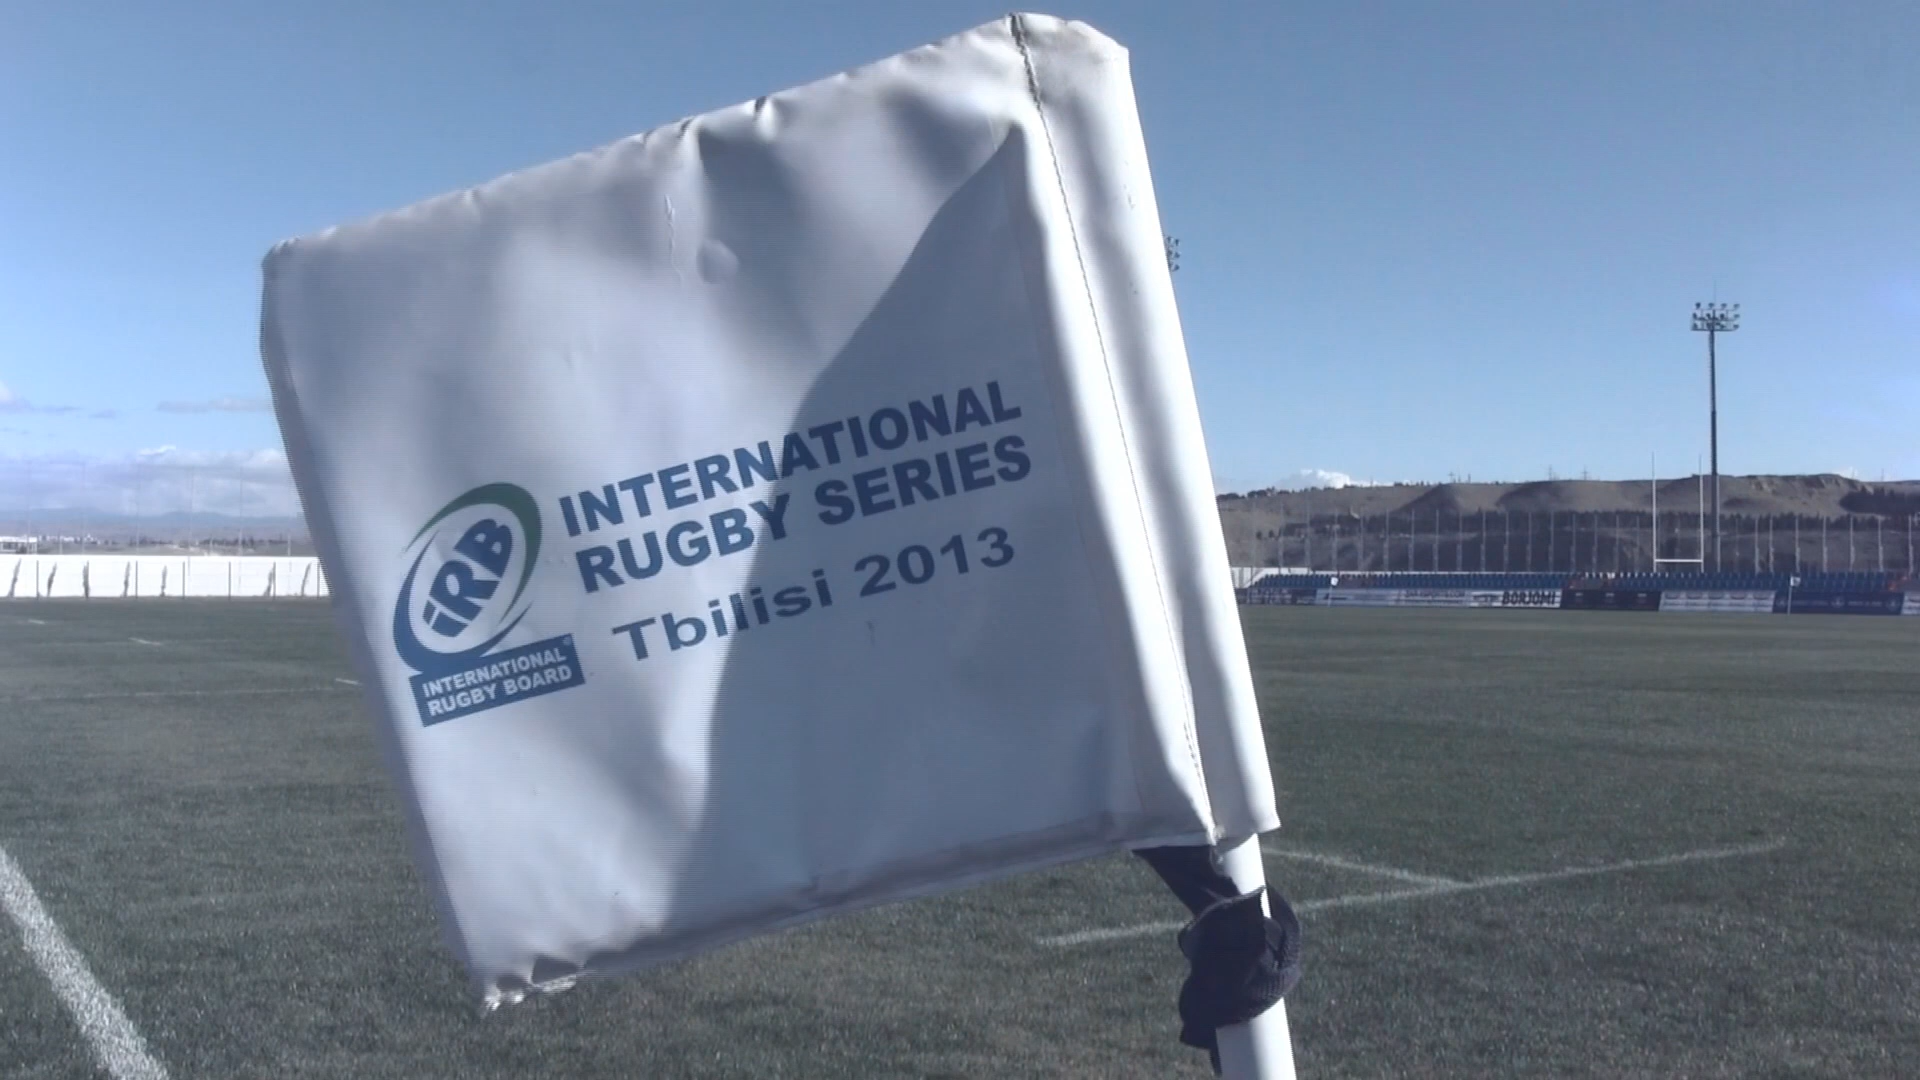 INTERNATIONAL
RUGBY SERIES
Tbilisi 2013
iRB
INTERNATIONAL
RUGBY BOARD
BORJOMI